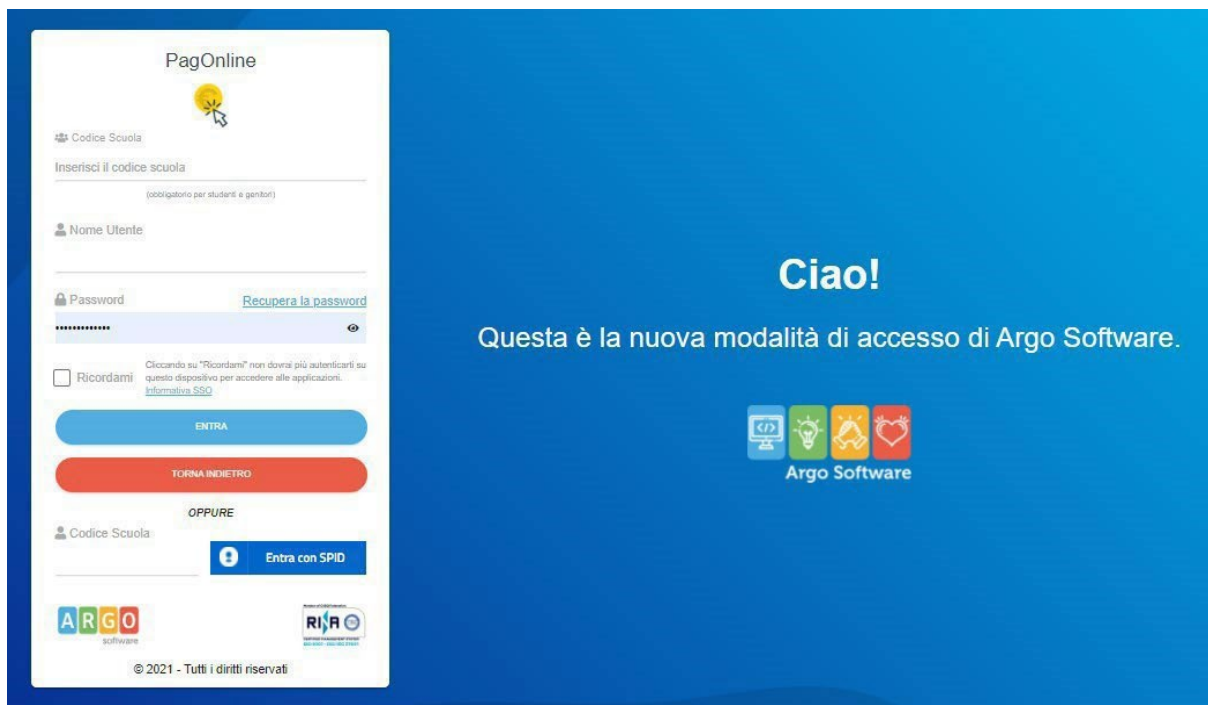 PagOnline
Codice Scuola
Inserisci il codice scuola
(obbligatorio per studenti e genitori)
Nome Utente
Password Recupera la password
•••••••••••••
Ricordami
Cliccando su "Ricordami" non dovrai più autenticarti su
questo dispositivo per accedere alle applicazioni.
Informativa SSO
ENTRA
TORNA INDIETRO
OPPURE
Codice Scuola
Entra con SPID
ARGO
software
RINA
© 2021 - Tutti i diritti riservati
Ciao!
Questa è la nuova modalità di accesso di Argo Software.
</>
Argo Software